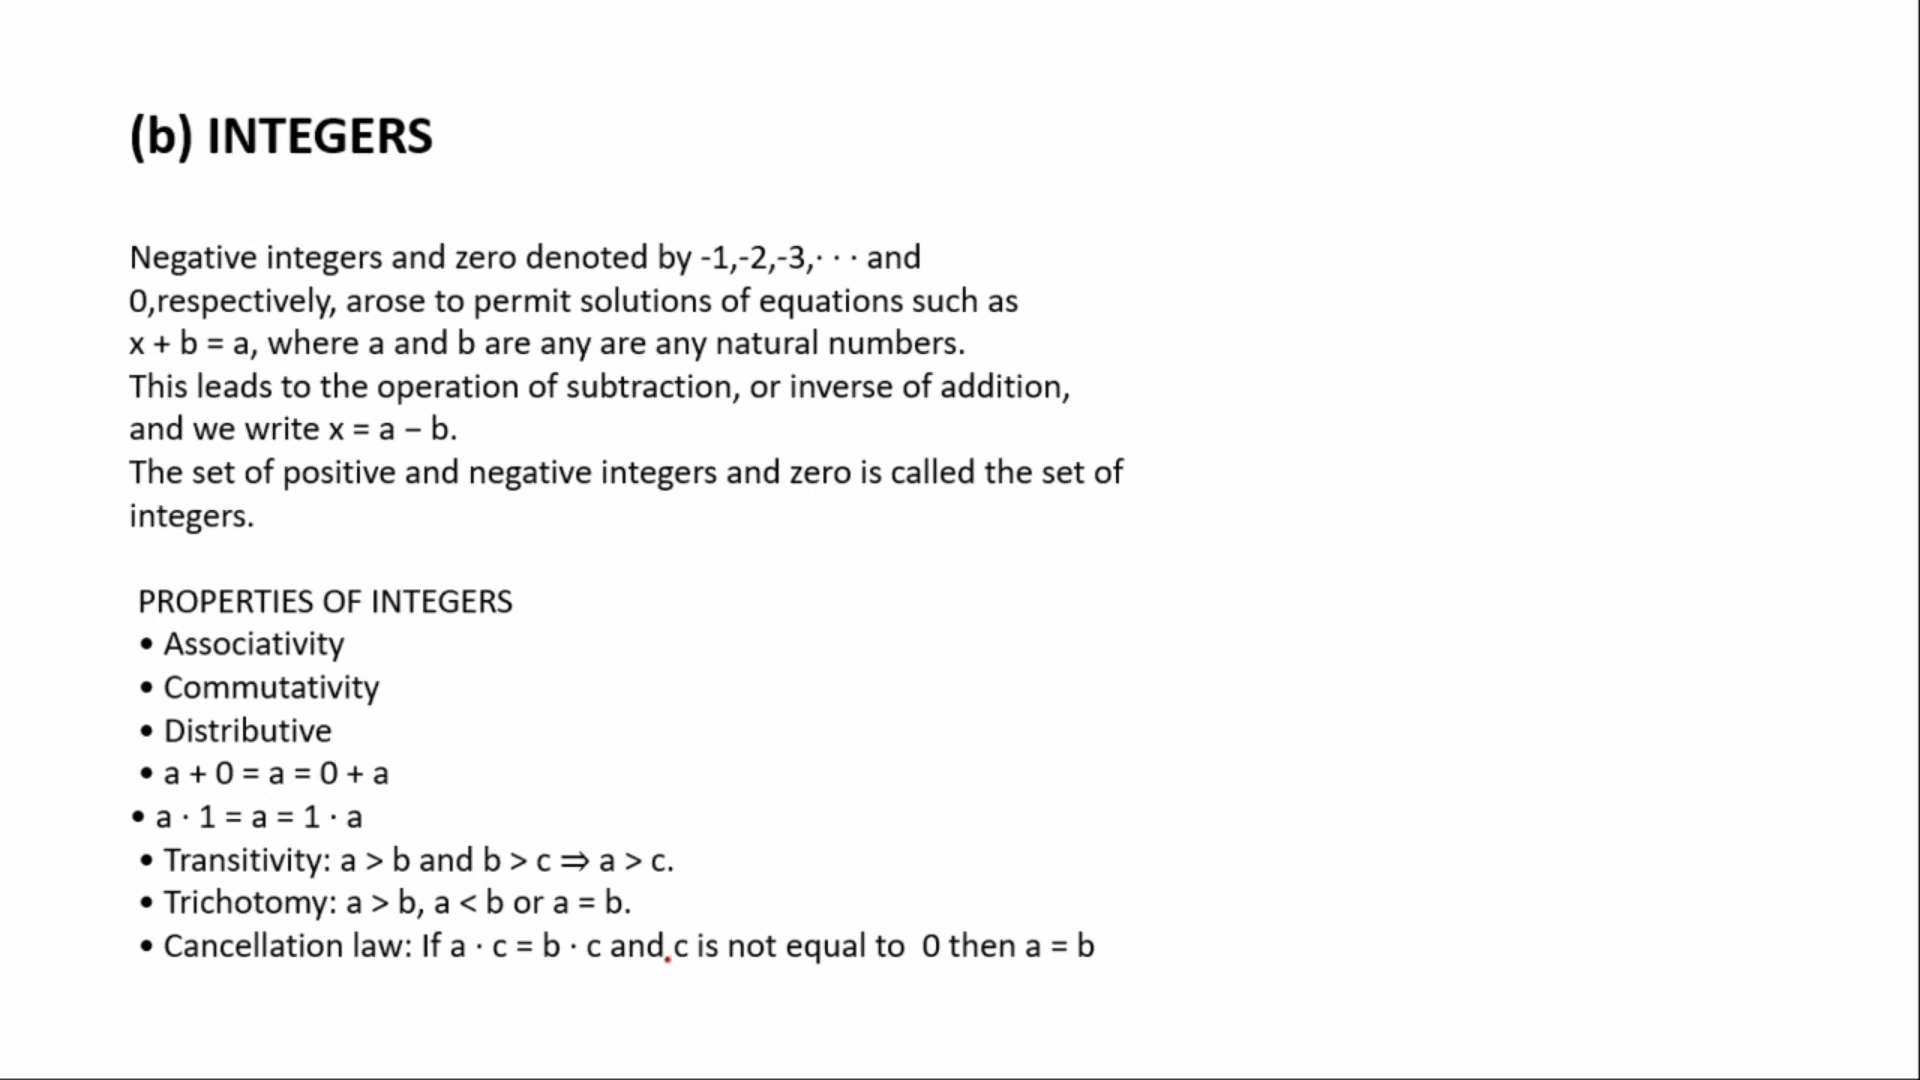 (b) INTEGERS
Negative integers and zero denoted by -1,-2,-3,· · · and
0,respectively, arose to permit solutions of equations such as
x + b = a, where a and b are any are any natural numbers.
This leads to the operation of subtraction, or inverse of addition,
and we write x = a − b.
The set of positive and negative integers and zero is called the set of
integers.
PROPERTIES OF INTEGERS
• Associativity
• Commutativity
• Distributive
• a + 0 = a = 0 + a
• a · 1 = a = 1 · a
• Transitivity: a > b and b > c ⇒ a > c.
• Trichotomy: a > b, a < b or a = b.
• Cancellation law: If a · c = b · c and c is not equal to  0 then a = b